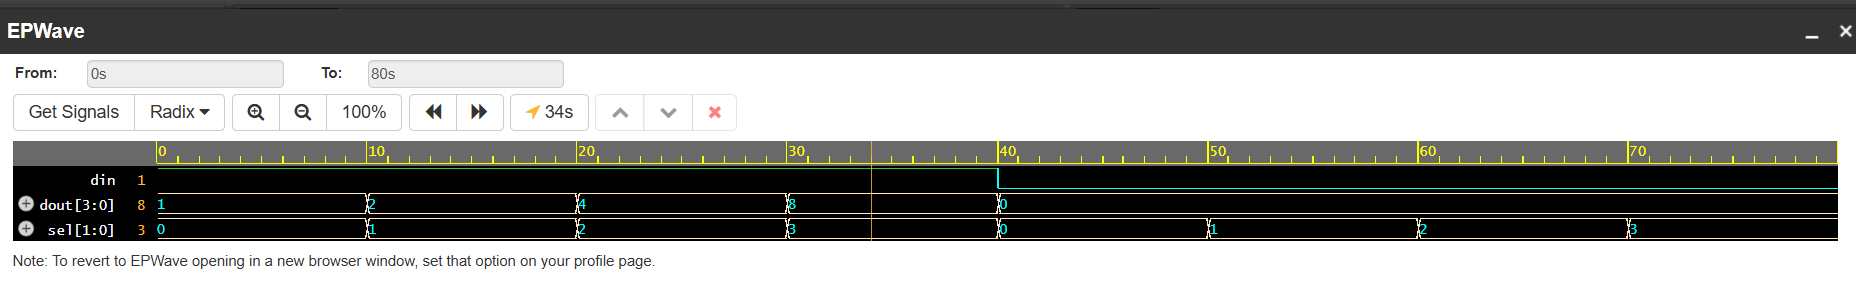 EPWave
From: 0s To: 80s
Get Signals Radix 100% 34s
0 10 20 30 40 50 60 70
din 1
dout[3:0] 8 1 2 4 8 0
sel[1:0] 3 0 1 2 3 0 1 2 3
Note: To revert to EPWave opening in a new browser window, set that option on your profile page.